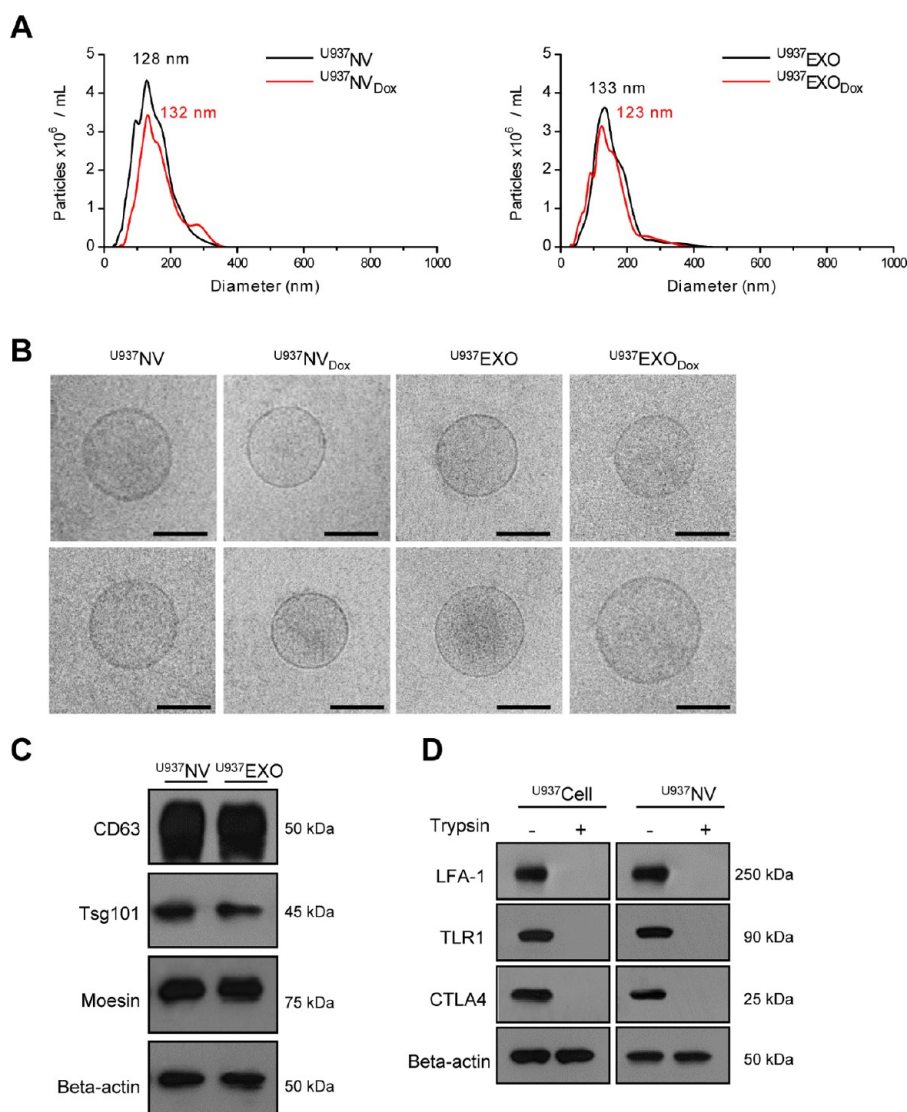 A
128 nm
132 nm
U937NV
U937NVDox
Particles x10⁶ / mL
5
4
3
2
1
0
0 200 400 600 800 1000
Diameter (nm)
133 nm
123 nm
U937EXO
U937EXODox
Particles x10⁶ / mL
5
4
3
2
1
0
0 200 400 600 800 1000
Diameter (nm)
B
U937NV U937NVDox U937EXO U937EXODox
C
U937NV U937EXO
CD63 50 kDa
Tsg101 45 kDa
Moesin 75 kDa
Beta-actin 50 kDa
D
U937Cell U937NV
Trypsin - + - +
LFA-1 250 kDa
TLR1 90 kDa
CTLA4 25 kDa
Beta-actin 50 kDa